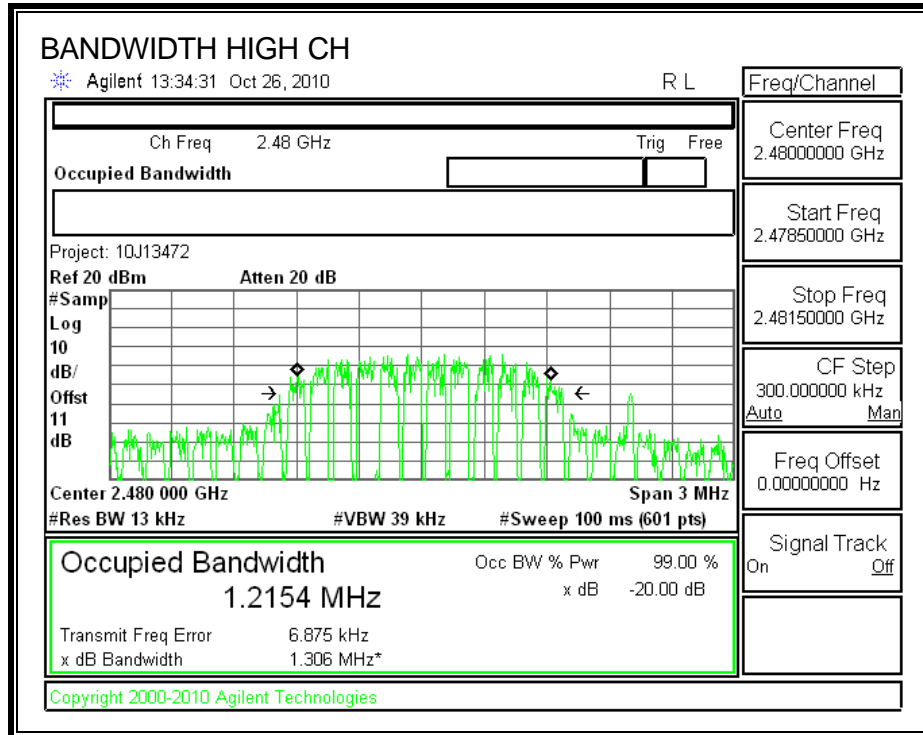 BANDWIDTH HIGH CH
Agilent 13:34:31 Oct 26, 2010 R L
Ch Freq 2.48 GHz Trig Free
Occupied Bandwidth
Project: 10J13472
Ref 20 dBm Atten 20 dB
#Samp
Log
10
dB/
Offst
11
dB
Center 2.480 000 GHz Span 3 MHz
#Res BW 13 kHz #VBW 39 kHz #Sweep 100 ms (601 pts)
Occupied Bandwidth Occ BW % Pwr 99.00 %
1.2154 MHz x dB -20.00 dB
Transmit Freq Error 6.875 kHz
x dB Bandwidth 1.306 MHz*
Copyright 2000-2010 Agilent Technologies
Freq/Channel
Center Freq
2.48000000 GHz
Start Freq
2.47850000 GHz
Stop Freq
2.48150000 GHz
CF Step
300.000000 kHz
Auto Man
Freq Offset
0.00000000 Hz
Signal Track
On Off